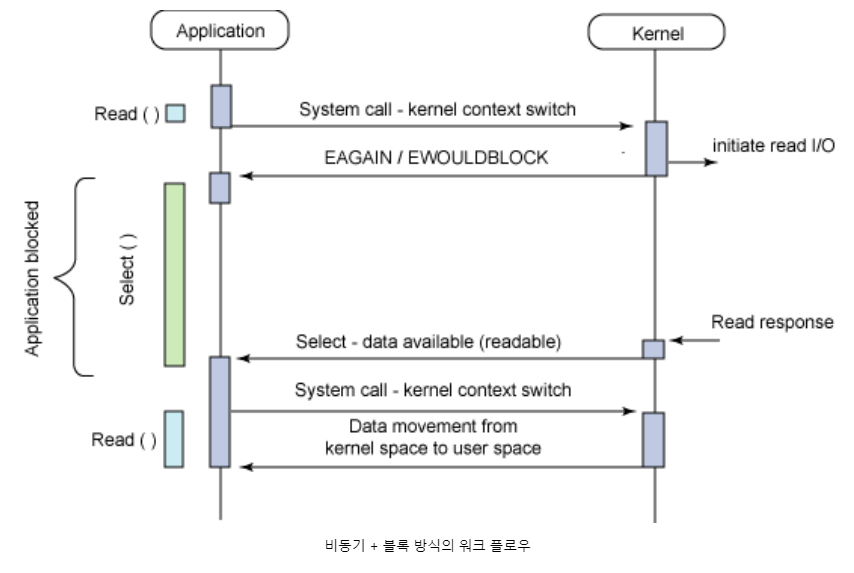 Application
Kernel
Read ( )
System call - kernel context switch
initiate read I/O
EAGAIN / EWOULDBLOCK
Application blocked
Select ( )
Read response
Select - data available (readable)
System call - kernel context switch
Read ( )
Data movement from
kernel space to user space
비동기 + 블록 방식의 워크 플로우